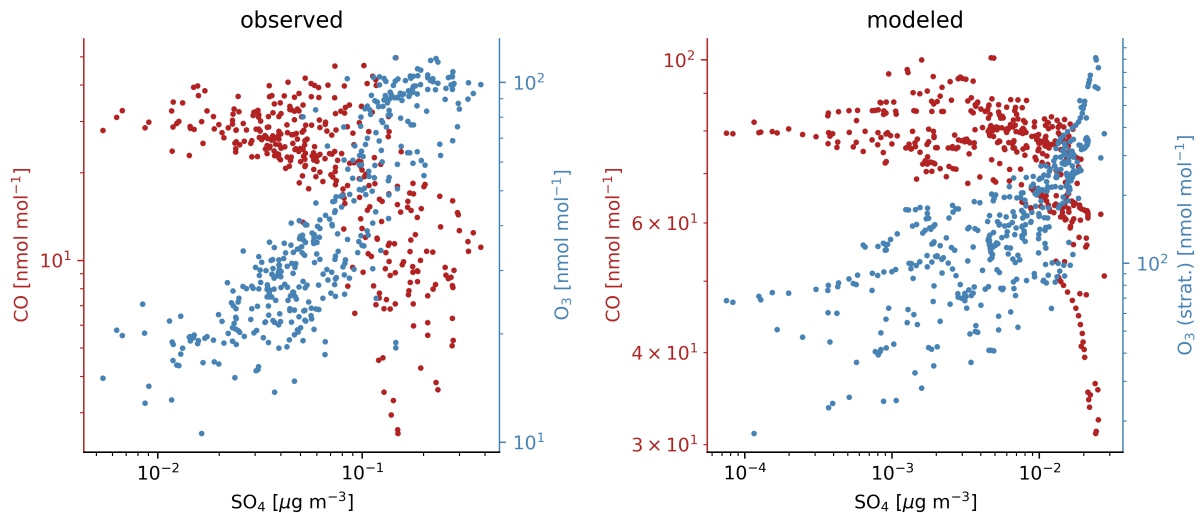 observed
CO [nmol mol⁻¹]
10¹
10²
10¹
O₃ [nmol mol⁻¹]
10⁻²
10⁻¹
SO₄ [μg m⁻³]
modeled
CO [nmol mol⁻¹]
10²
6 × 10¹
4 × 10¹
3 × 10¹
10²
O₃ (strat.) [nmol mol⁻¹]
10⁻⁴
10⁻³
10⁻²
SO₄ [μg m⁻³]